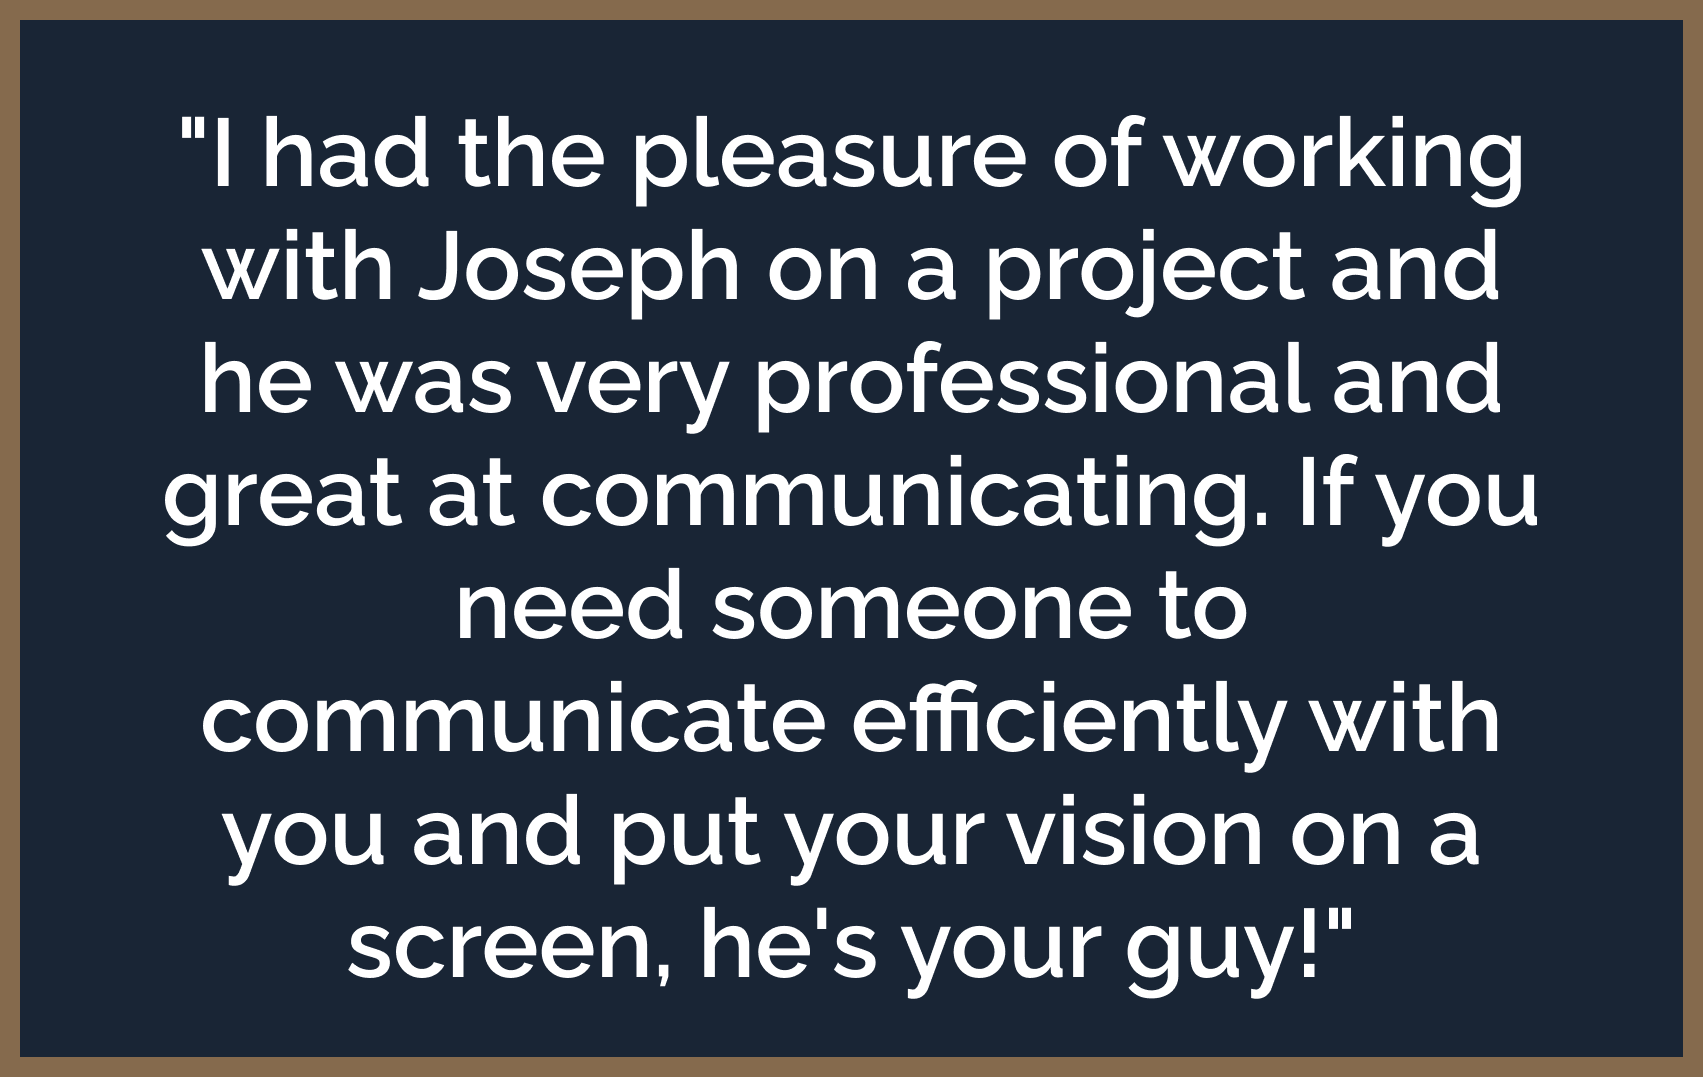 "I had the pleasure of working
with Joseph on a project and
he was very professional and
great at communicating. If you
need someone to
communicate efficiently with
you and put your vision on a
screen, he's your guy!"